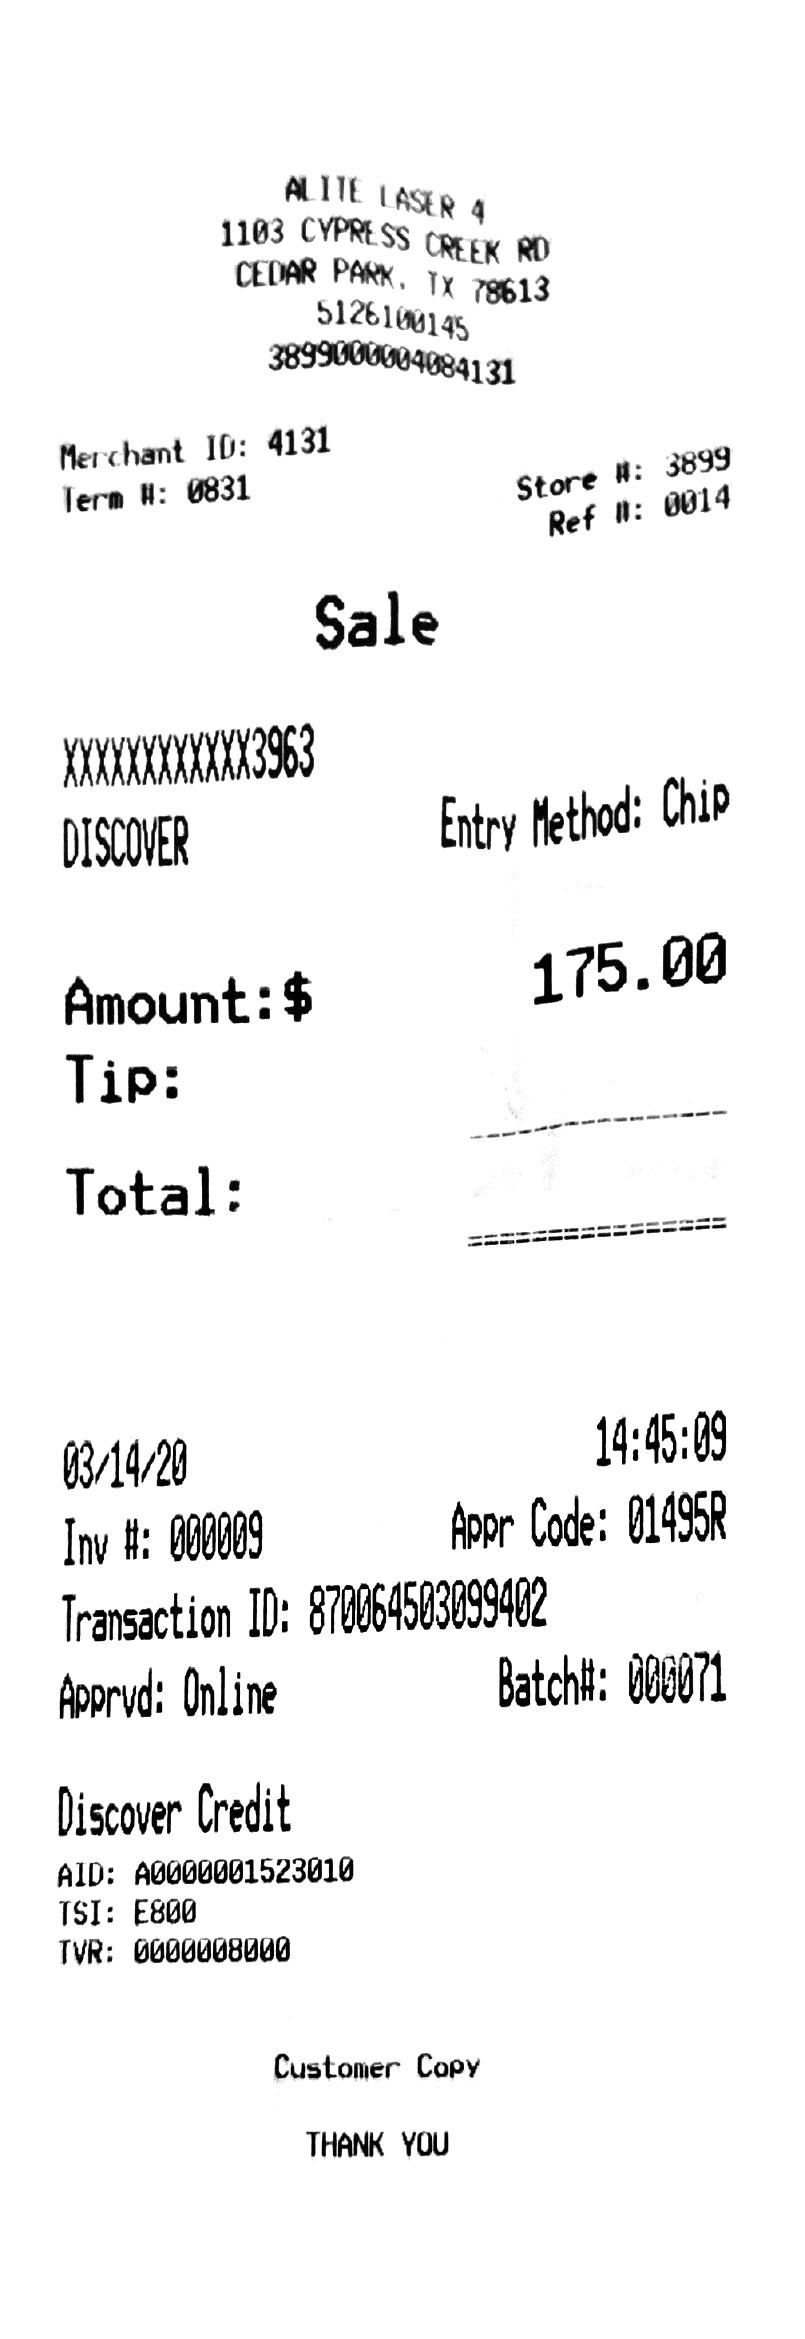 ALITE LASER 4
1103 CYPRESS CREEK RD
CEDAR PARK, TX 78613
5126100145
3899000004084131
Merchant ID: 4131
Term #: 0831
Store #: 3899
Ref #: 0014
Sale
XXXXXXXXXXXX3963
DISCOVER
Entry Method: Chip
Amount:$ 175.00
Tip:
Total:
03/14/20 14:45:09
Inv #: 000009 Appr Code: 01495R
Transaction ID: 870064503099402
Apprvd: Online Batch#: 000071
Discover Credit
AID: A0000001523010
TSI: E800
TVR: 0000008000
Customer Copy
THANK YOU